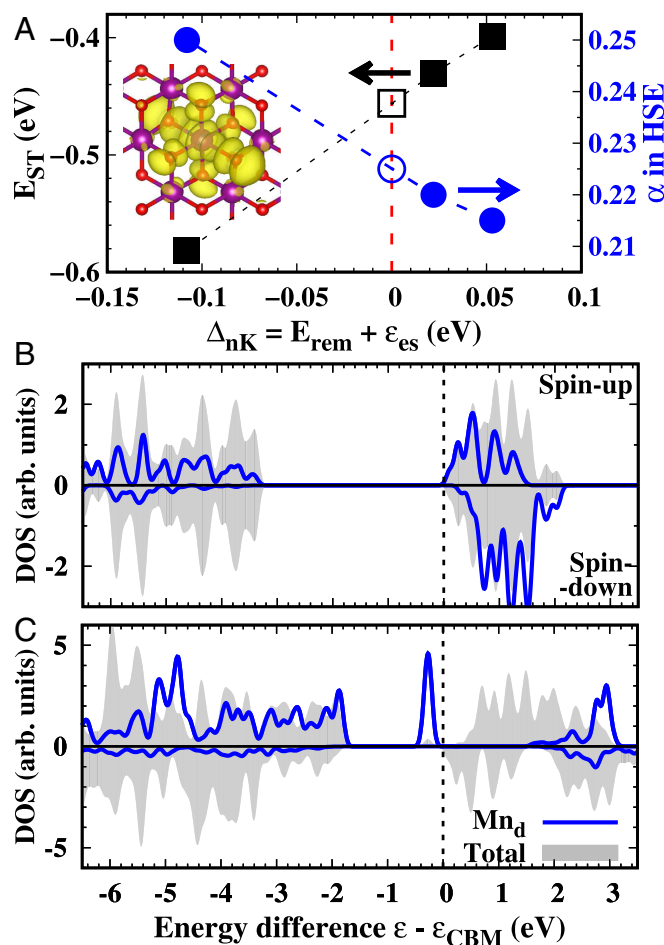 A
-0.4
-0.5
-0.6
E_ST (eV)
0.25
0.24
0.23
0.22
0.21
α in HSE
-0.15 -0.1 -0.05 0 0.05 0.1
Δ_nK = E_rem + ε_es (eV)
B
2
0
-2
DOS (arb. units)
Spin-up
Spin-
-down
C
5
0
-5
DOS (arb. units)
Mn_d
Total
-6 -5 -4 -3 -2 -1 0 1 2 3
Energy difference ε - ε_CBM (eV)